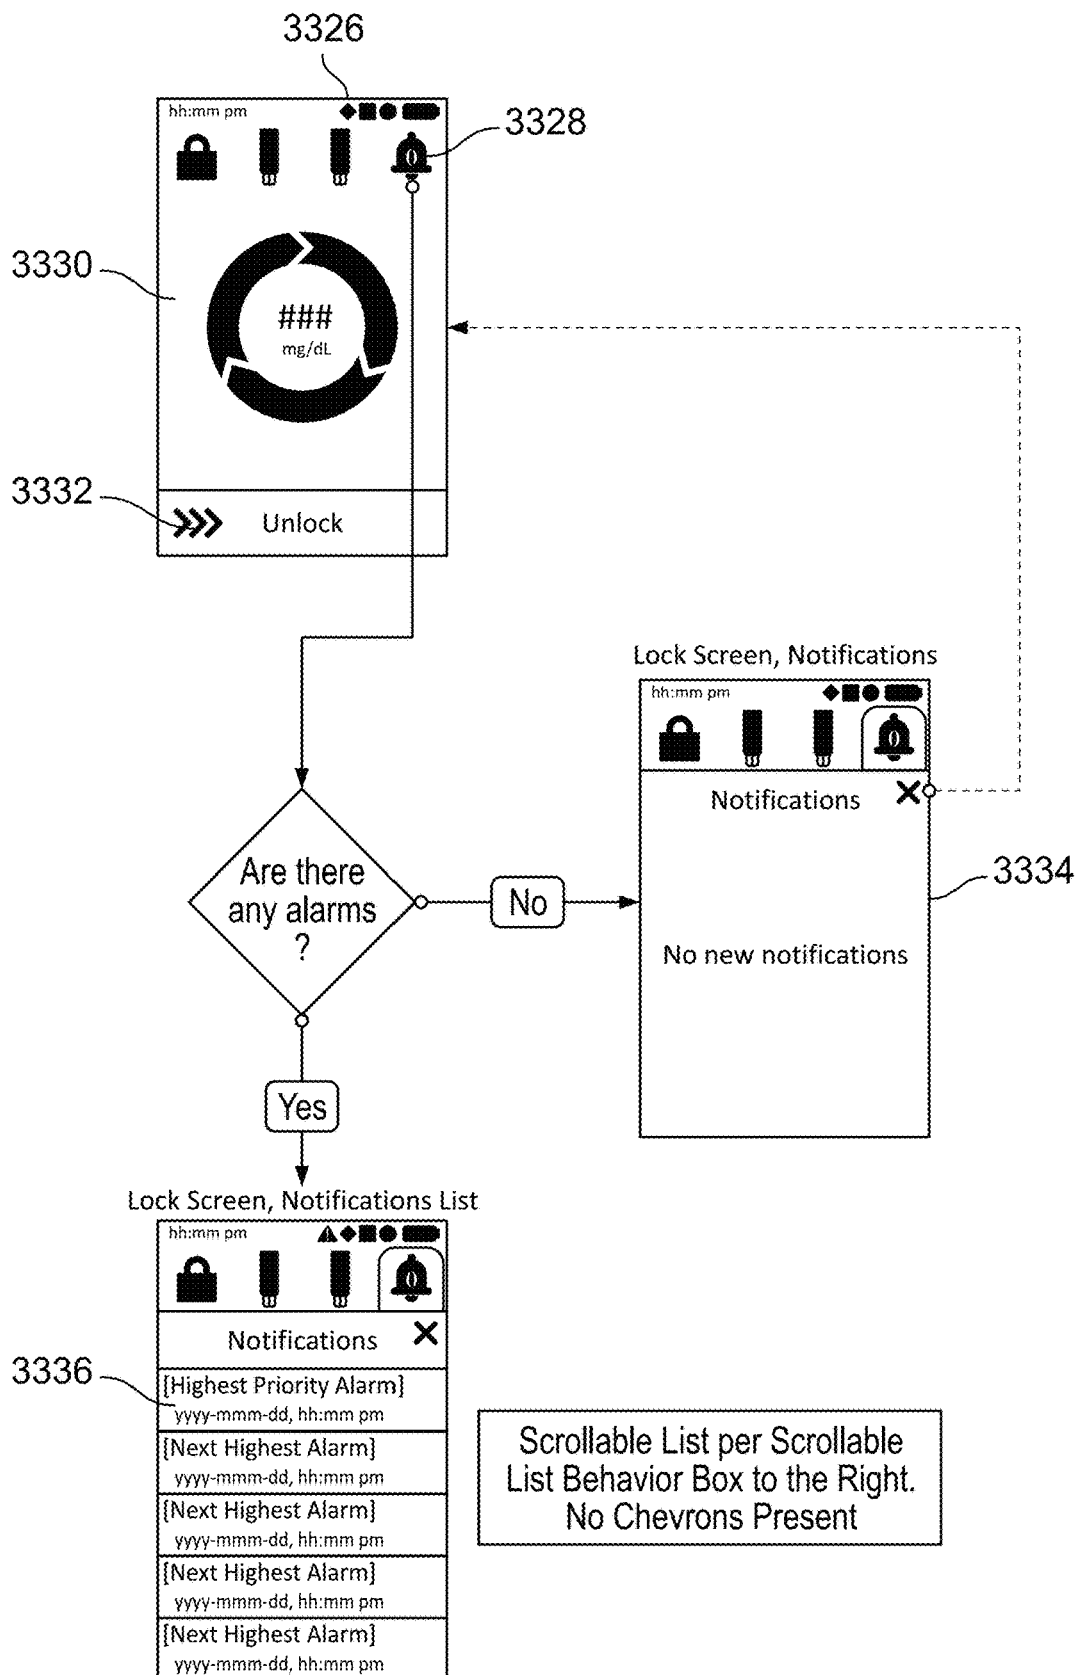 3326
hh:mm pm
3328
3330
###
mg/dL
3332
Unlock
Lock Screen, Notifications
hh:mm pm
Notifications
3334
Are there
any alarms
?
No
No new notifications
Yes
Lock Screen, Notifications List
hh:mm pm
Notifications
3336
[Highest Priority Alarm]
yyyy-mmm-dd, hh:mm pm
[Next Highest Alarm]
yyyy-mmm-dd, hh:mm pm
[Next Highest Alarm]
yyyy-mmm-dd, hh:mm pm
[Next Highest Alarm]
yyyy-mmm-dd, hh:mm pm
[Next Highest Alarm]
yyyy-mmm-dd, hh:mm pm
Scrollable List per Scrollable
List Behavior Box to the Right.
No Chevrons Present